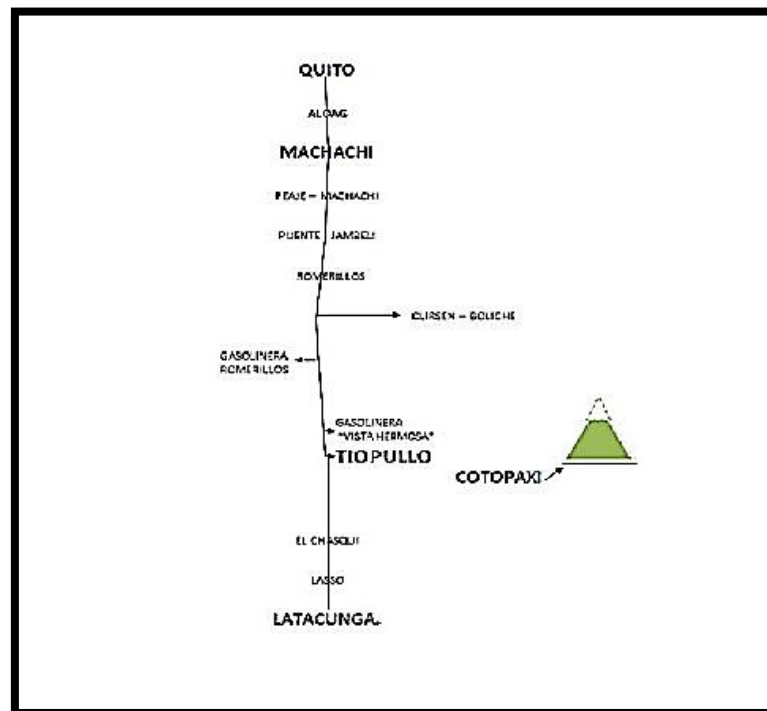 QUITO
ALOAG
MACHACHI
PEAJE – MACHACHI
PUENTE JAMBELI
ROMERILLOS
CLIRSEN – BOLICHE
GASOLINERA
ROMERILLOS
GASOLINERA
"VISTA HERMOSA"
TIOPULLO
COTOPAXI
EL CHASQUI
LASSO
LATACUNGA.